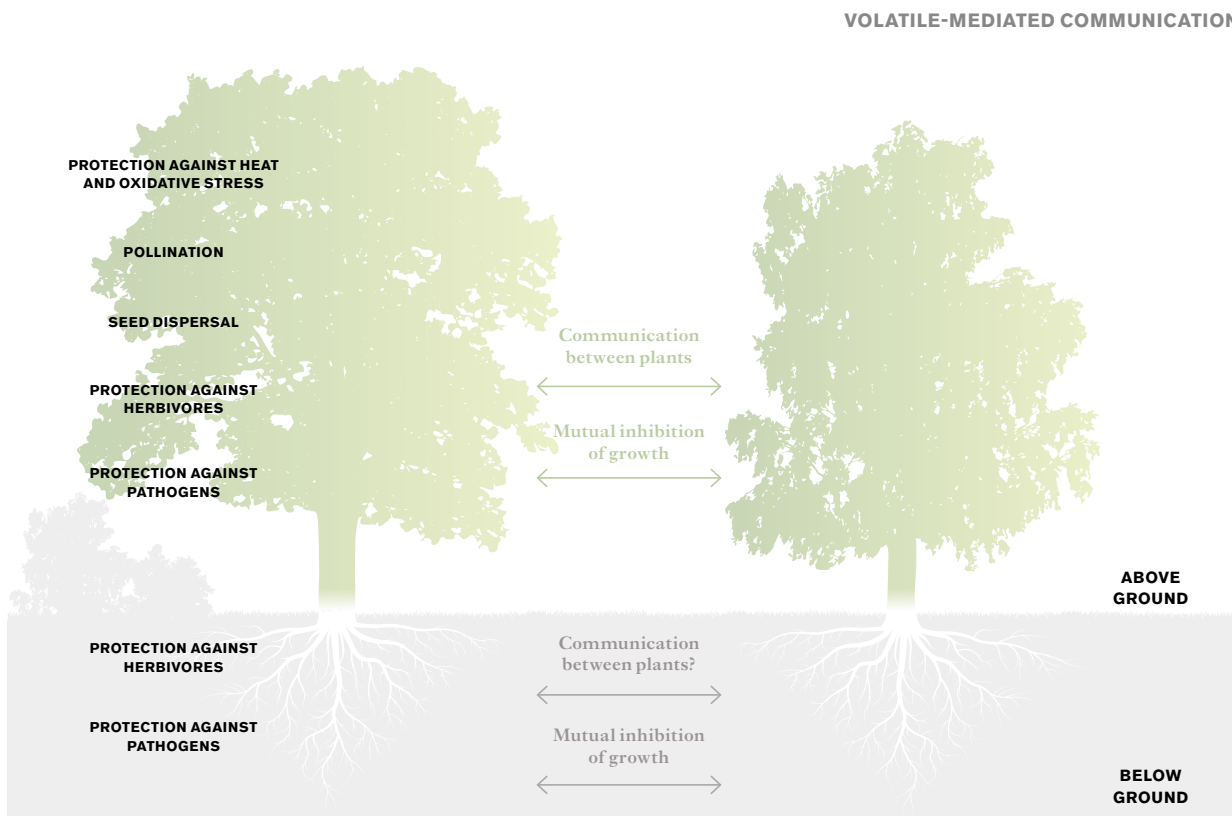 VOLATILE-MEDIATED COMMUNICATION
PROTECTION AGAINST HEAT
AND OXIDATIVE STRESS
POLLINATION
SEED DISPERSAL
PROTECTION AGAINST
HERBIVORES
PROTECTION AGAINST
PATHOGENS
Communication
between plants
Mutual inhibition
of growth
ABOVE
GROUND
PROTECTION AGAINST
HERBIVORES
PROTECTION AGAINST
PATHOGENS
Communication
between plants?
Mutual inhibition
of growth
BELOW
GROUND